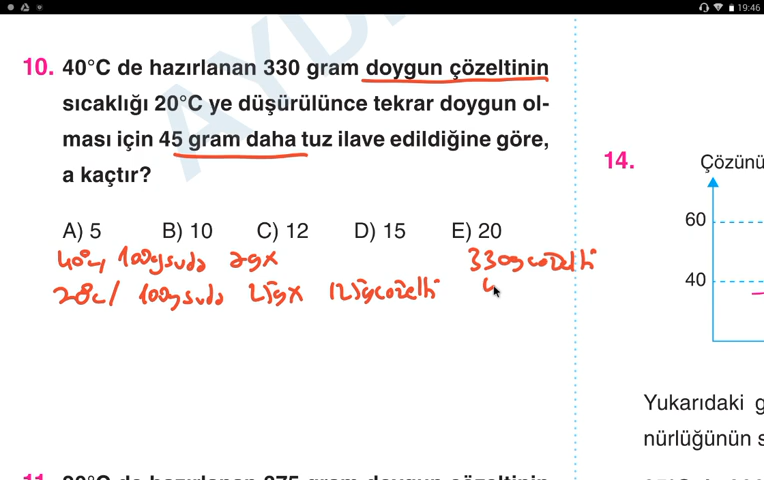 19:46
10. 40°C de hazırlanan 330 gram doygun çözeltinin
sıcaklığı 20°C ye düşürülünce tekrar doygun ol-
ması için 45 gram daha tuz ilave edildiğine göre,
a kaçtır?
A) 5 B) 10 C) 12 D) 15 E) 20
40°C/ 100g suda agX 330g çözelti
20°C/ 100g suda 25gX 125g çözelti
14.
Çözünü
60
40
Yukarıdaki g
nürlüğünün s